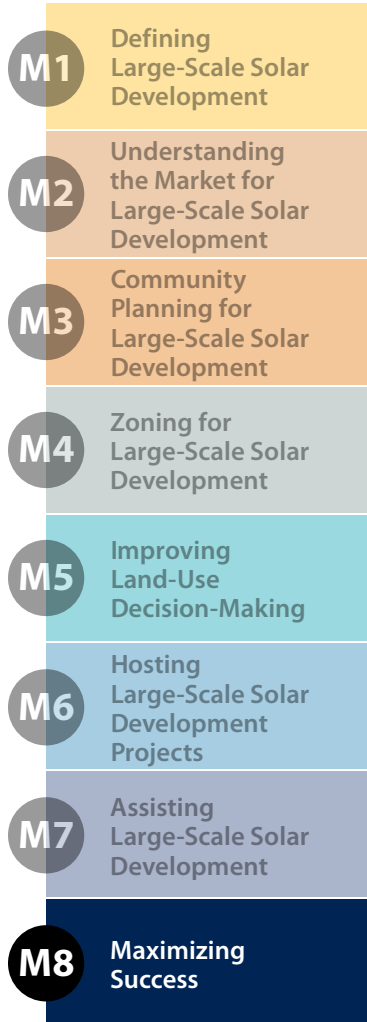 M1
Defining
Large-Scale Solar
Development
M2
Understanding
the Market for
Large-Scale Solar
Development
M3
Community
Planning for
Large-Scale Solar
Development
M4
Zoning for
Large-Scale Solar
Development
M5
Improving
Land-Use
Decision-Making
M6
Hosting
Large-Scale Solar
Development
Projects
M7
Assisting
Large-Scale Solar
Development
M8
Maximizing
Success